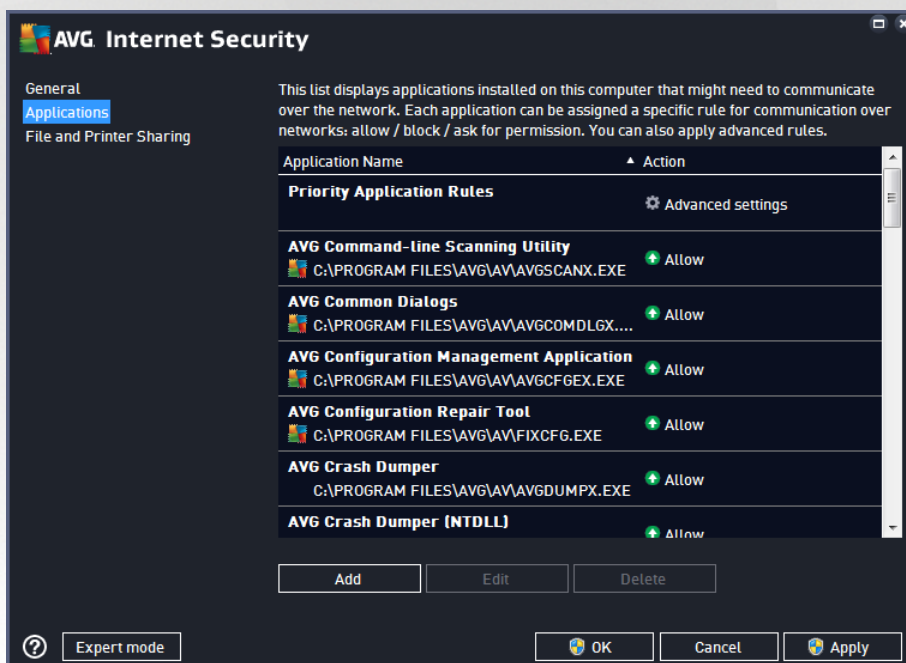 AVG Internet Security
General
Applications
File and Printer Sharing
This list displays applications installed on this computer that might need to communicate
over the network. Each application can be assigned a specific rule for communication over
networks: allow / block / ask for permission. You can also apply advanced rules.
Application Name Action
Priority Application Rules
Advanced settings
AVG Command-line Scanning Utility
C:\PROGRAM FILES\AVG\AV\AVGSCANX.EXE
Allow
AVG Common Dialogs
C:\PROGRAM FILES\AVG\AV\AVGCOMDLGX....
Allow
AVG Configuration Management Application
C:\PROGRAM FILES\AVG\AV\AVGCFGEX.EXE
Allow
AVG Configuration Repair Tool
C:\PROGRAM FILES\AVG\AV\FIXCFG.EXE
Allow
AVG Crash Dumper
C:\PROGRAM FILES\AVG\AV\AVGDUMPX.EXE
Allow
AVG Crash Dumper (NTDLL)
Allow
Add Edit Delete
? Expert mode OK Cancel Apply